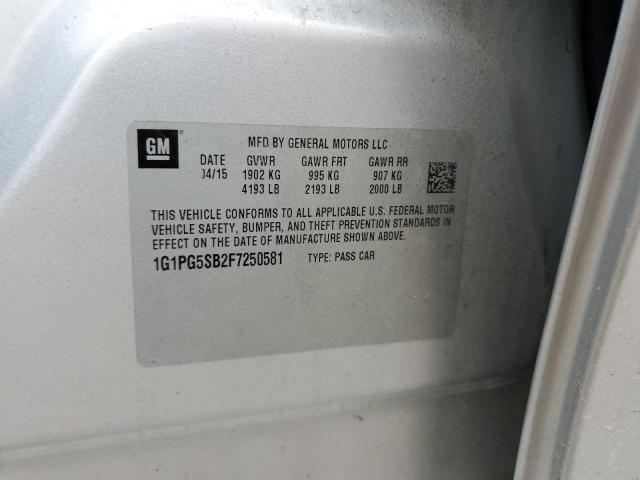 GM
MFD BY GENERAL MOTORS LLC
DATE GVWR GAWR FRT GAWR RR
04/15 1902 KG 995 KG 907 KG
4193 LB 2193 LB 2000 LB
THIS VEHICLE CONFORMS TO ALL APPLICABLE U.S. FEDERAL MOTOR
VEHICLE SAFETY, BUMPER, AND THEFT PREVENTION STANDARDS IN
EFFECT ON THE DATE OF MANUFACTURE SHOWN ABOVE.
1G1PG5SB2F7250581 TYPE: PASS CAR